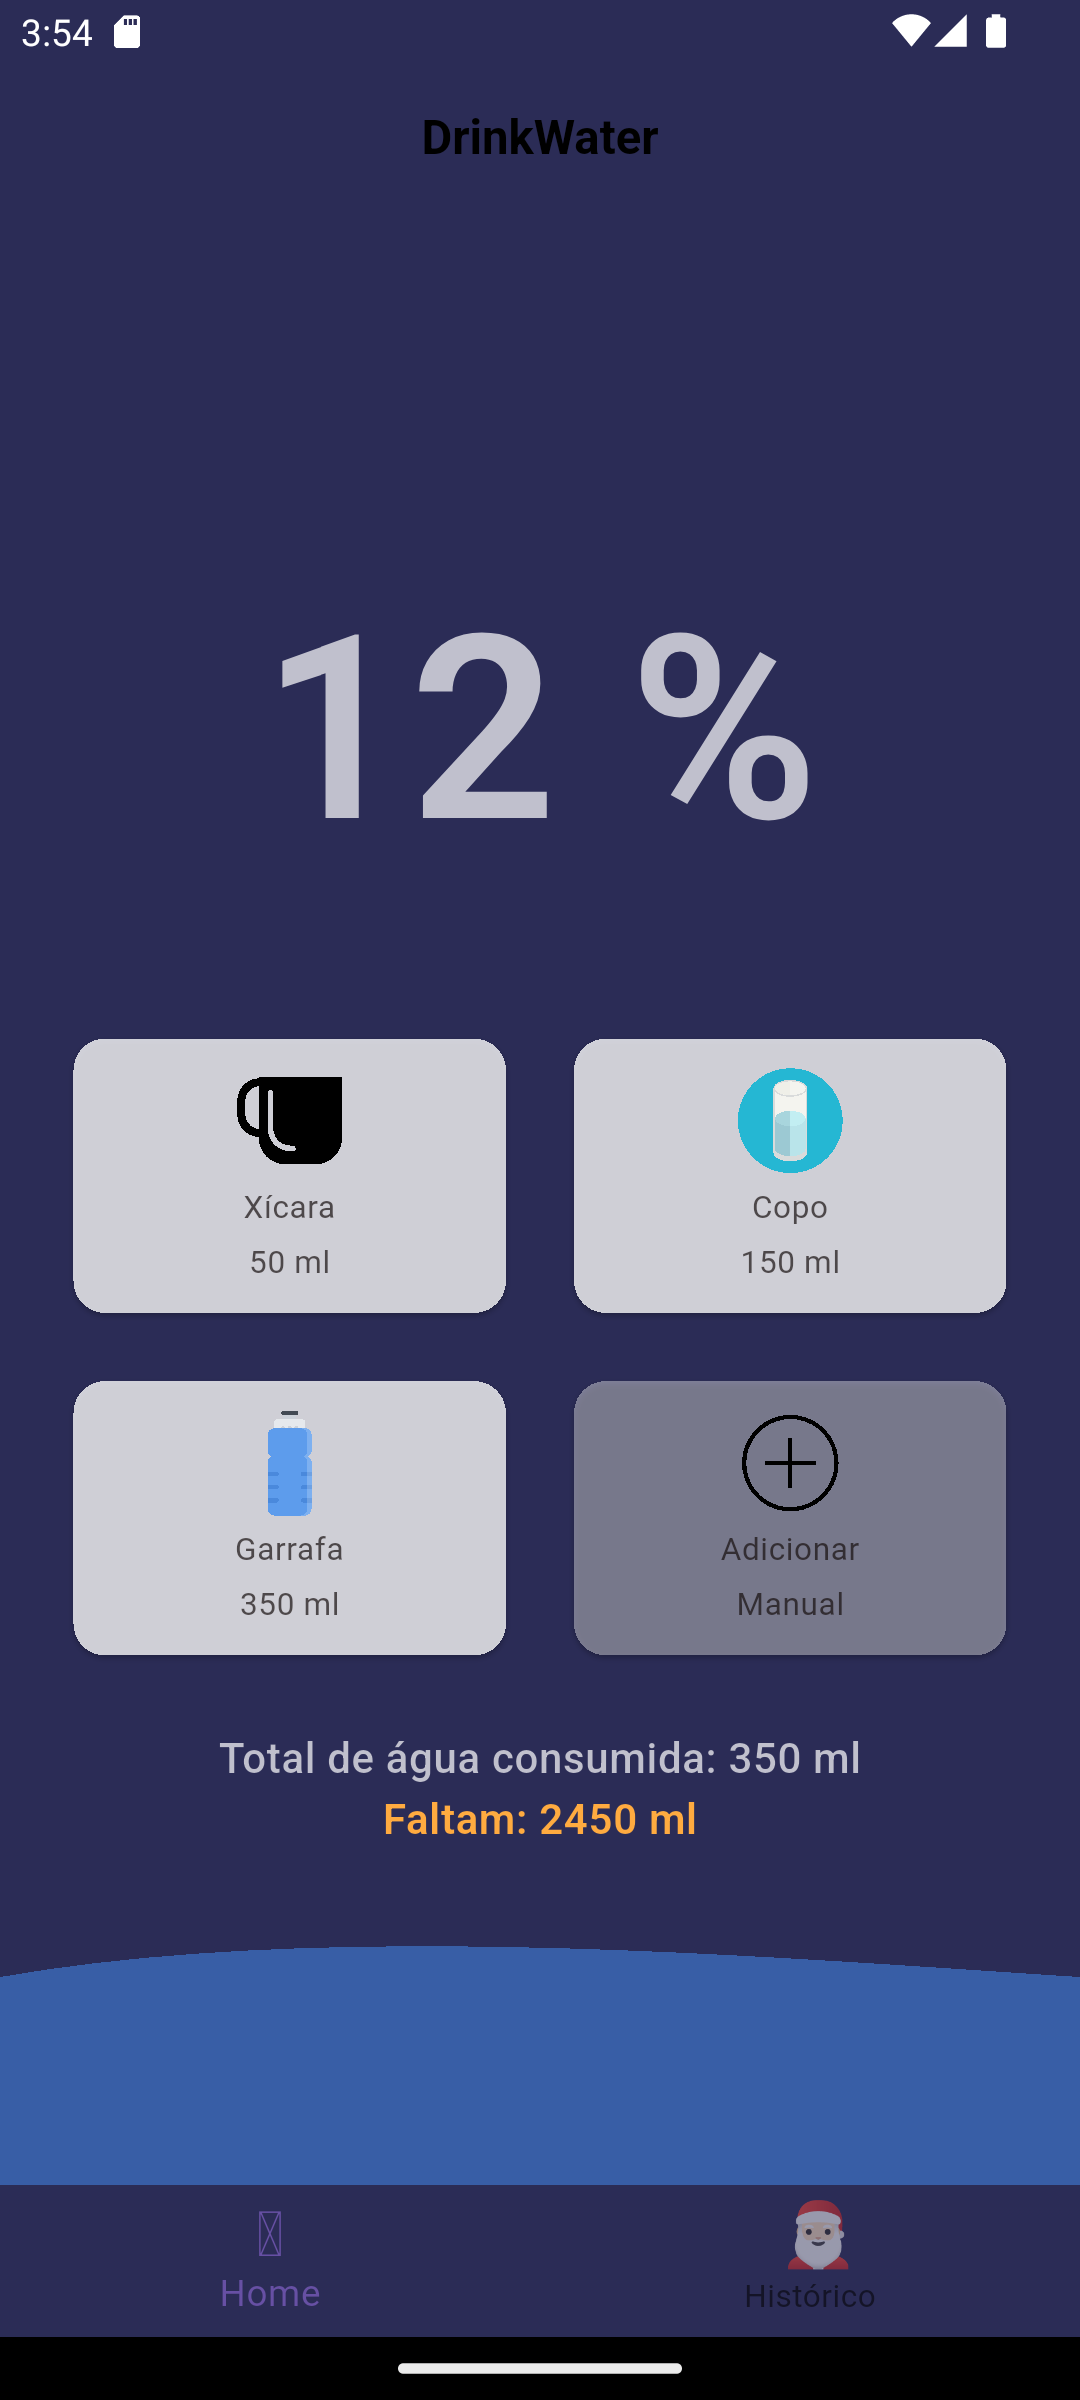 3:54
DrinkWater
12 %
Xícara
50 ml
Copo
150 ml
Garrafa
350 ml
Adicionar
Manual
Total de água consumida: 350 ml
Faltam: 2450 ml
Home
Histórico